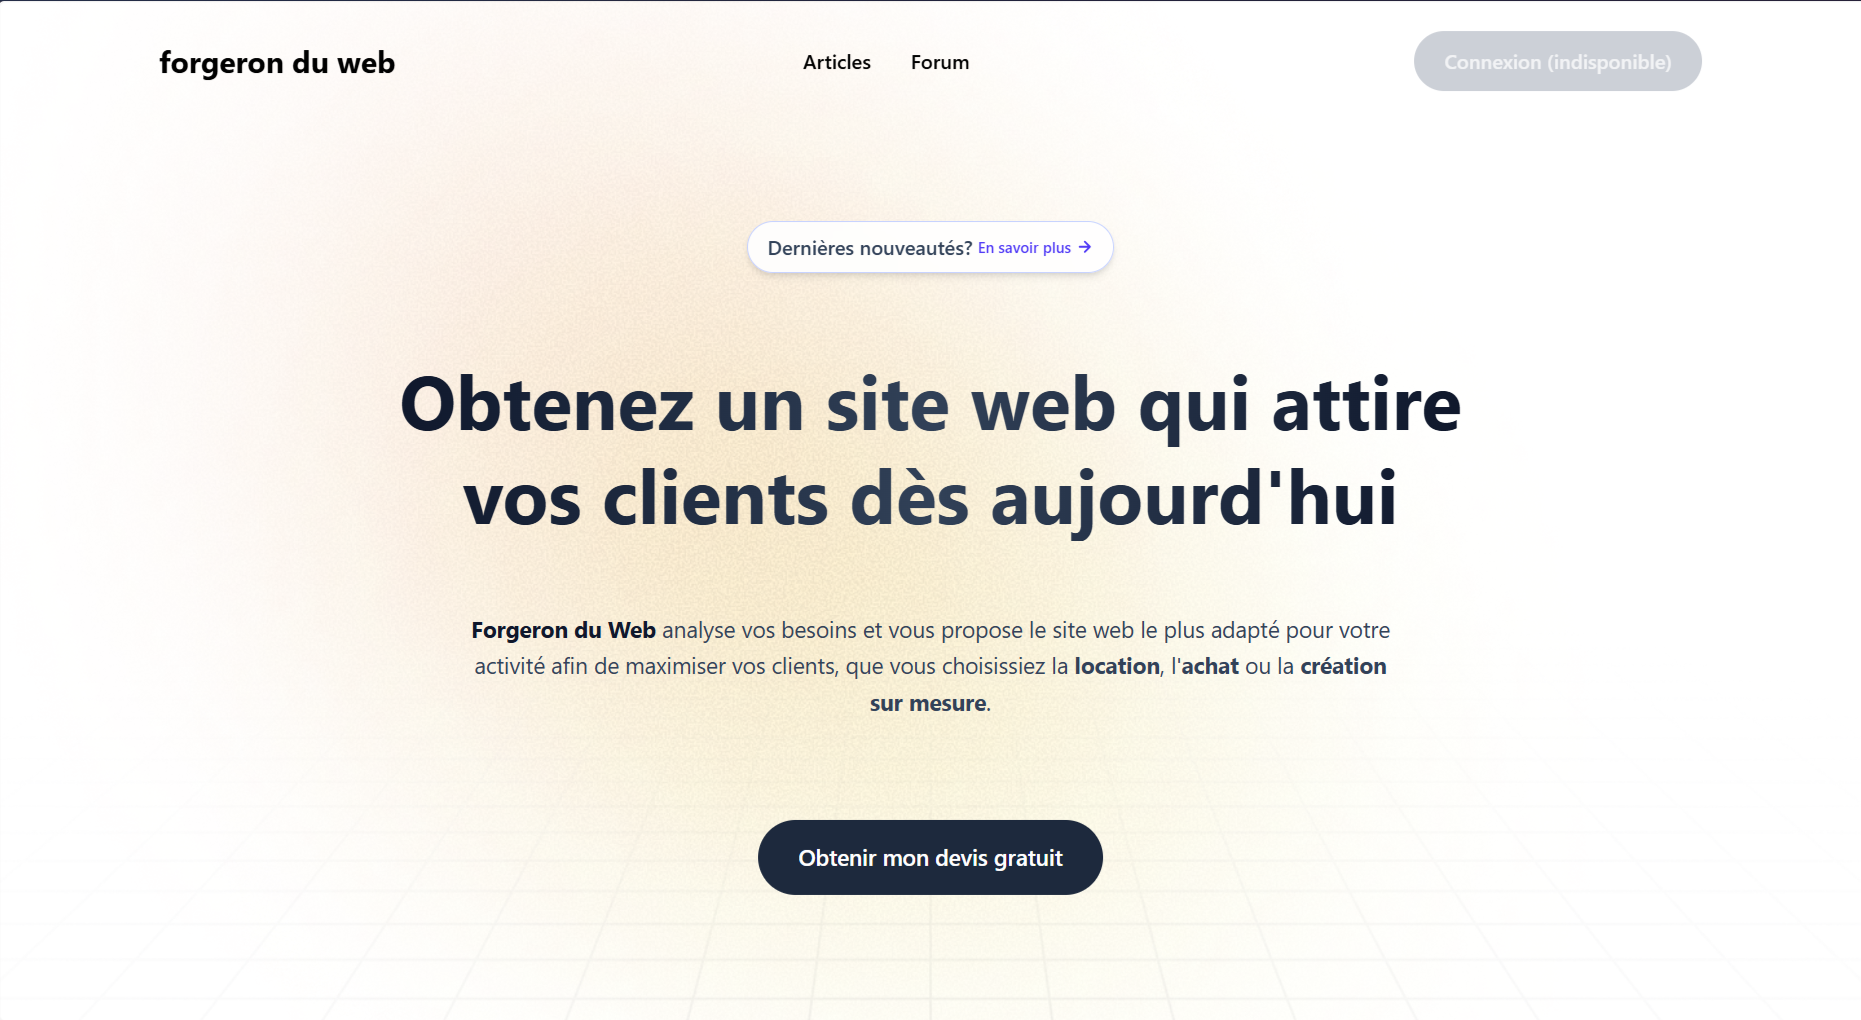 forgeron du web
Articles
Forum
Connexion (indisponible)
Dernières nouveautés? En savoir plus →
Obtenez un site web qui attire
vos clients dès aujourd'hui
Forgeron du Web analyse vos besoins et vous propose le site web le plus adapté pour votre
activité afin de maximiser vos clients, que vous choisissiez la location, l'achat ou la création
sur mesure.
Obtenir mon devis gratuit